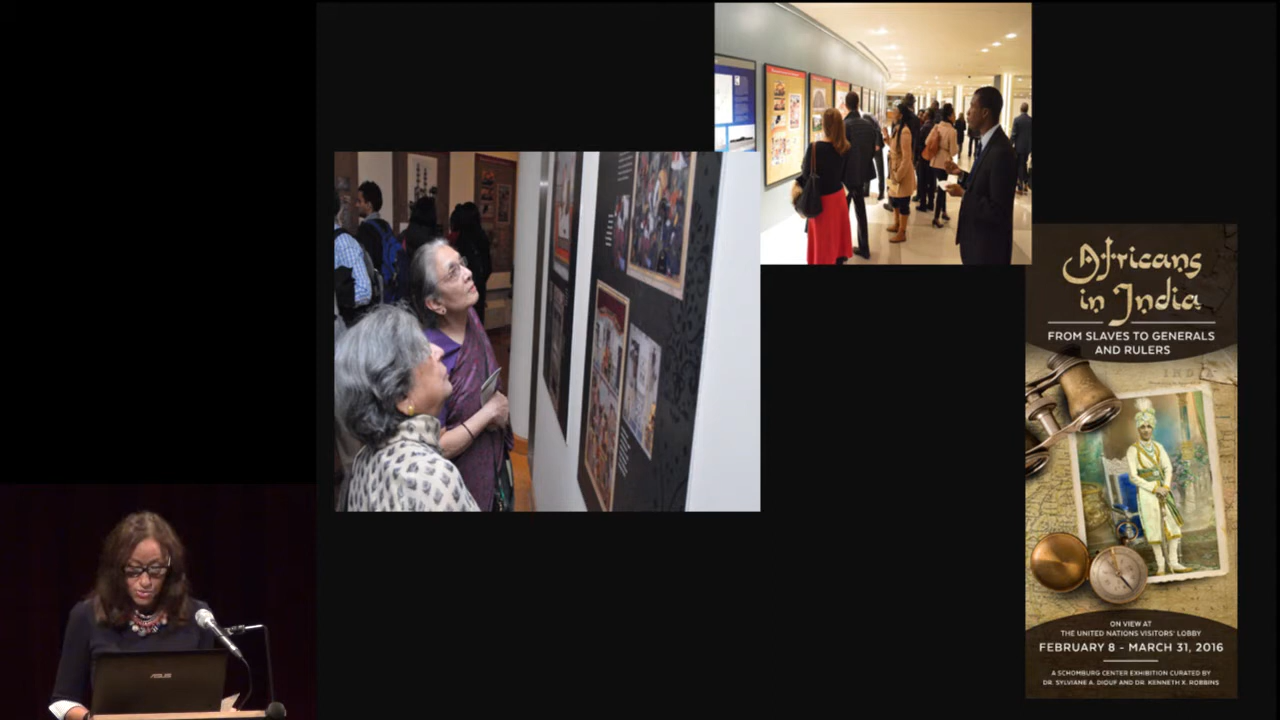 Africans
in India
FROM SLAVES TO GENERALS
AND RULERS
INDIA
ON VIEW AT
THE UNITED NATIONS VISITORS' LOBBY
FEBRUARY 8 - MARCH 31, 2016
A SCHOMBURG CENTER EXHIBITION CURATED BY
DR. SYLVIANE A. DIOUF AND DR. KENNETH X. ROBBINS
ASUS